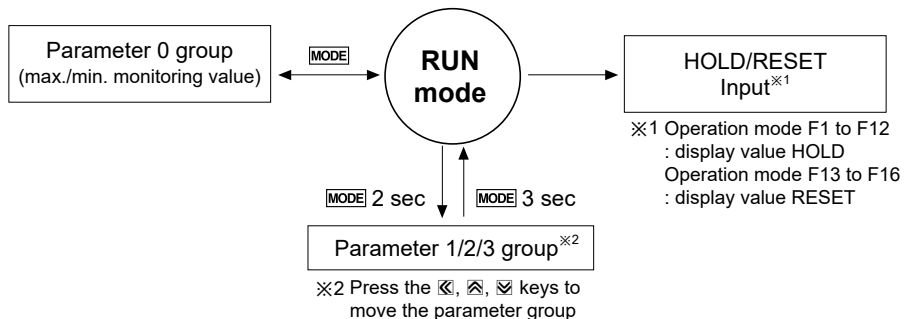 Parameter 0 group
(max./min. monitoring value)
MODE
RUN
mode
HOLD/RESET
Input※1
※1 Operation mode F1 to F12
: display value HOLD
Operation mode F13 to F16
: display value RESET
MODE 2 sec
MODE 3 sec
Parameter 1/2/3 group※2
※2 Press the «, ︽, ︾ keys to
move the parameter group